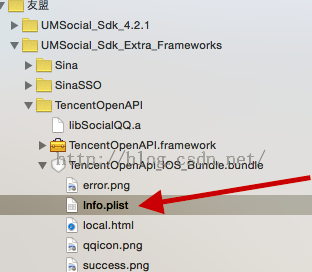 友盟
UMSocial_Sdk_4.2.1
UMSocial_Sdk_Extra_Frameworks
Sina
SinaSSO
TencentOpenAPI
libSocialQQ.a
TencentOpenAPI.framework
TencentOpenApi_IOS_Bundle.bundle
http://blog.csdn.net/
error.png
Info.plist
local.html
qqicon.png
success.png